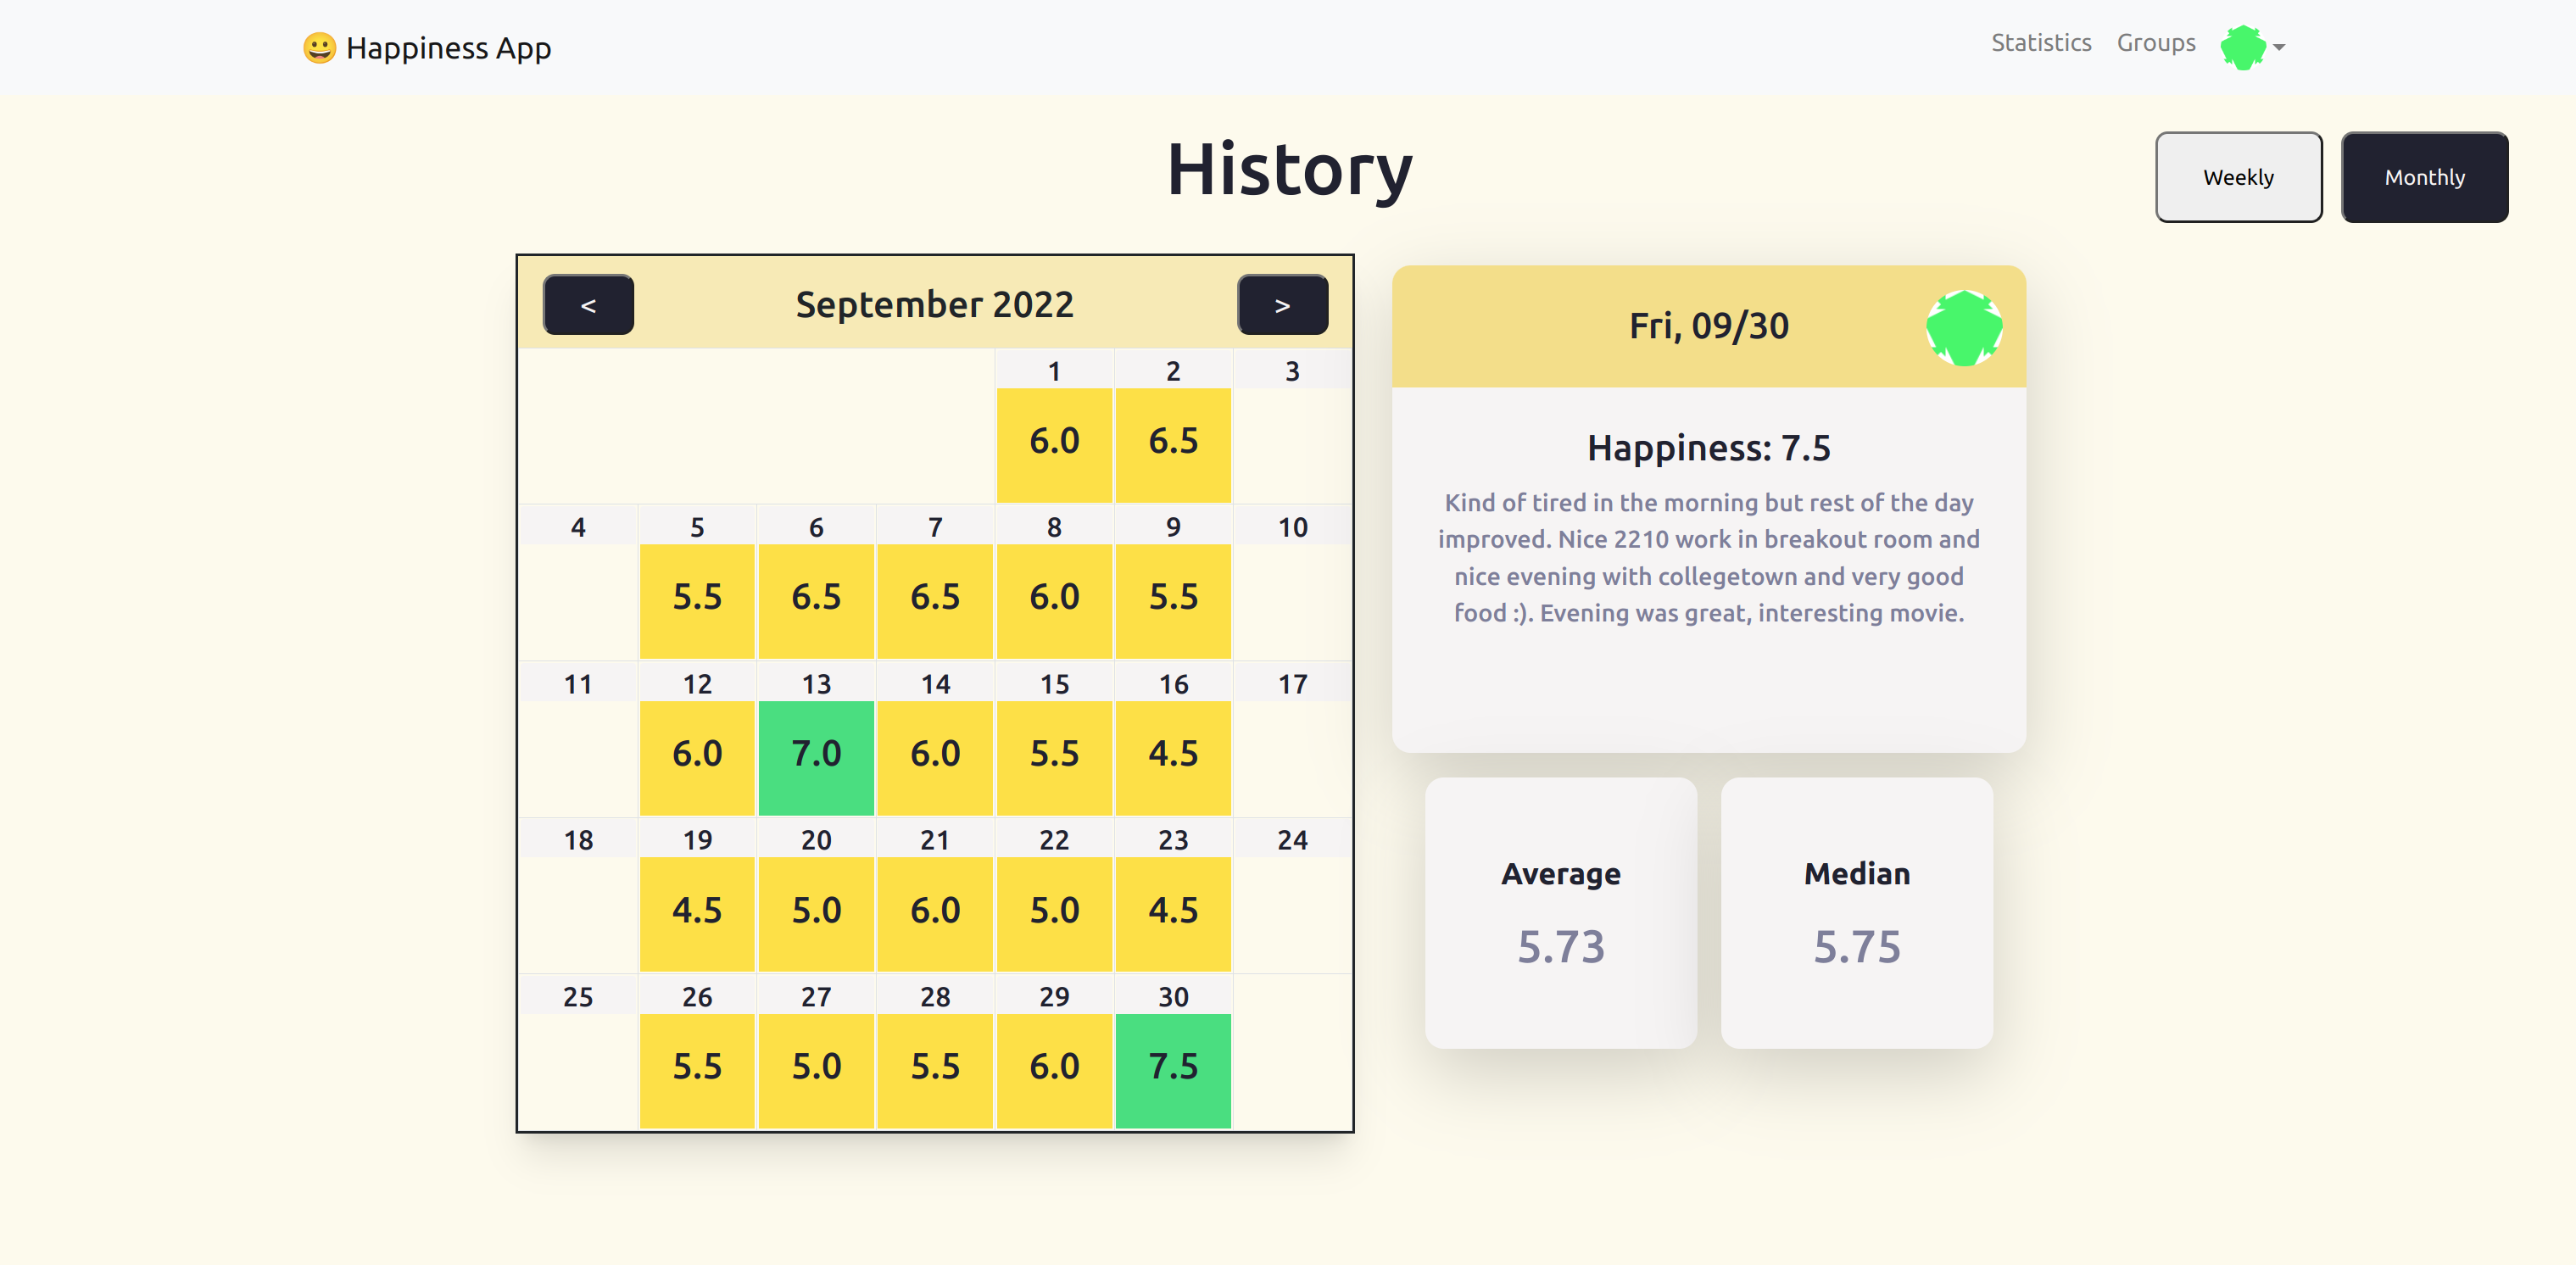 😀 Happiness App
Statistics Groups
History
Weekly Monthly
< September 2022 >
1 2 3
6.0 6.5
4 5 6 7 8 9 10
5.5 6.5 6.5 6.0 5.5
11 12 13 14 15 16 17
6.0 7.0 6.0 5.5 4.5
18 19 20 21 22 23 24
4.5 5.0 6.0 5.0 4.5
25 26 27 28 29 30
5.5 5.0 5.5 6.0 7.5
Fri, 09/30
Happiness: 7.5
Kind of tired in the morning but rest of the day
improved. Nice 2210 work in breakout room and
nice evening with collegetown and very good
food :). Evening was great, interesting movie.
Average
5.73
Median
5.75